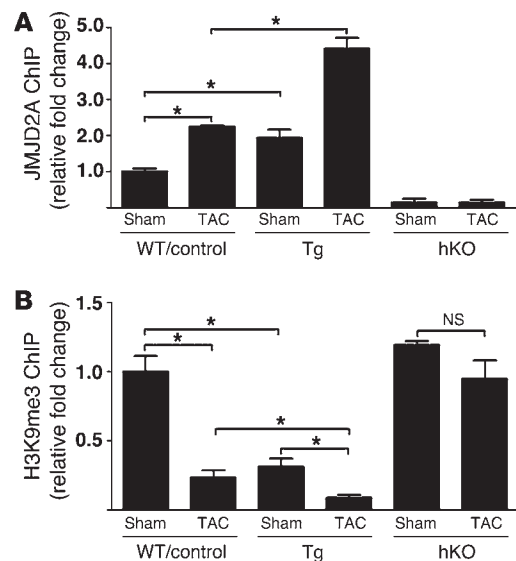 A
JMJD2A ChIP
(relative fold change)
5.0
4.0
3.0
2.0
1.0
*
*
*
Sham TAC Sham TAC Sham TAC
WT/control Tg hKO
B
H3K9me3 ChIP
(relative fold change)
1.5
1.0
0.5
*
*
*
*
NS
Sham TAC Sham TAC Sham TAC
WT/control Tg hKO